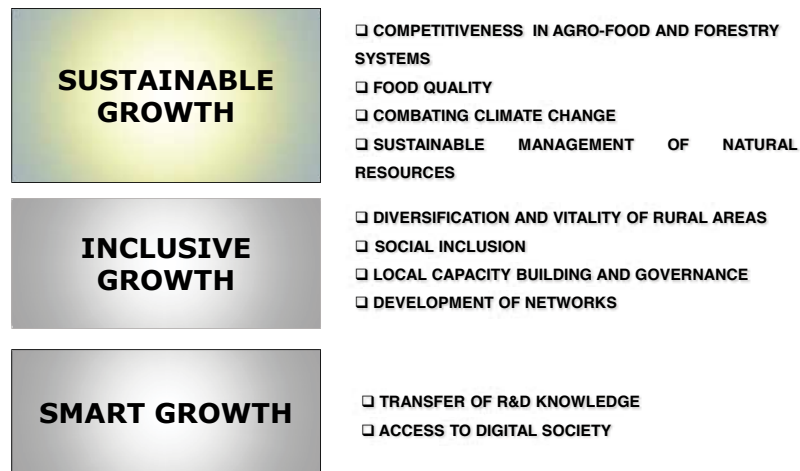 SUSTAINABLE
GROWTH
❑ COMPETITIVENESS IN AGRO-FOOD AND FORESTRY
SYSTEMS
❑ FOOD QUALITY
❑ COMBATING CLIMATE CHANGE
❑ SUSTAINABLE MANAGEMENT OF NATURAL
RESOURCES
INCLUSIVE
GROWTH
❑ DIVERSIFICATION AND VITALITY OF RURAL AREAS
❑ SOCIAL INCLUSION
❑ LOCAL CAPACITY BUILDING AND GOVERNANCE
❑ DEVELOPMENT OF NETWORKS
SMART GROWTH
❑ TRANSFER OF R&D KNOWLEDGE
❑ ACCESS TO DIGITAL SOCIETY